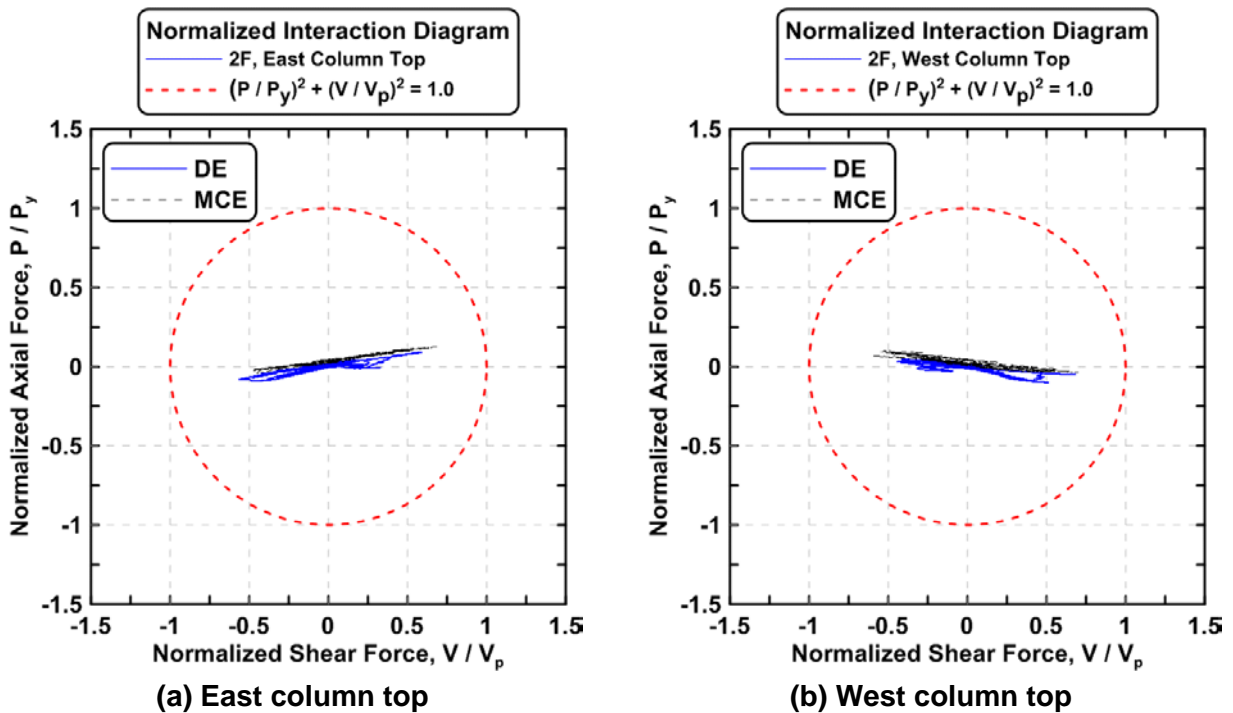 Normalized Interaction Diagram
2F, East Column Top
(P / Py)² + (V / Vp)² = 1.0
1.5
1
0.5
0
-0.5
-1
-1.5
Normalized Axial Force, P / Py
DE
MCE
-1.5 -1 -0.5 0 0.5 1 1.5
Normalized Shear Force, V / Vp
(a) East column top
Normalized Interaction Diagram
2F, West Column Top
(P / Py)² + (V / Vp)² = 1.0
1.5
1
0.5
0
-0.5
-1
-1.5
Normalized Axial Force, P / Py
DE
MCE
-1.5 -1 -0.5 0 0.5 1 1.5
Normalized Shear Force, V / Vp
(b) West column top